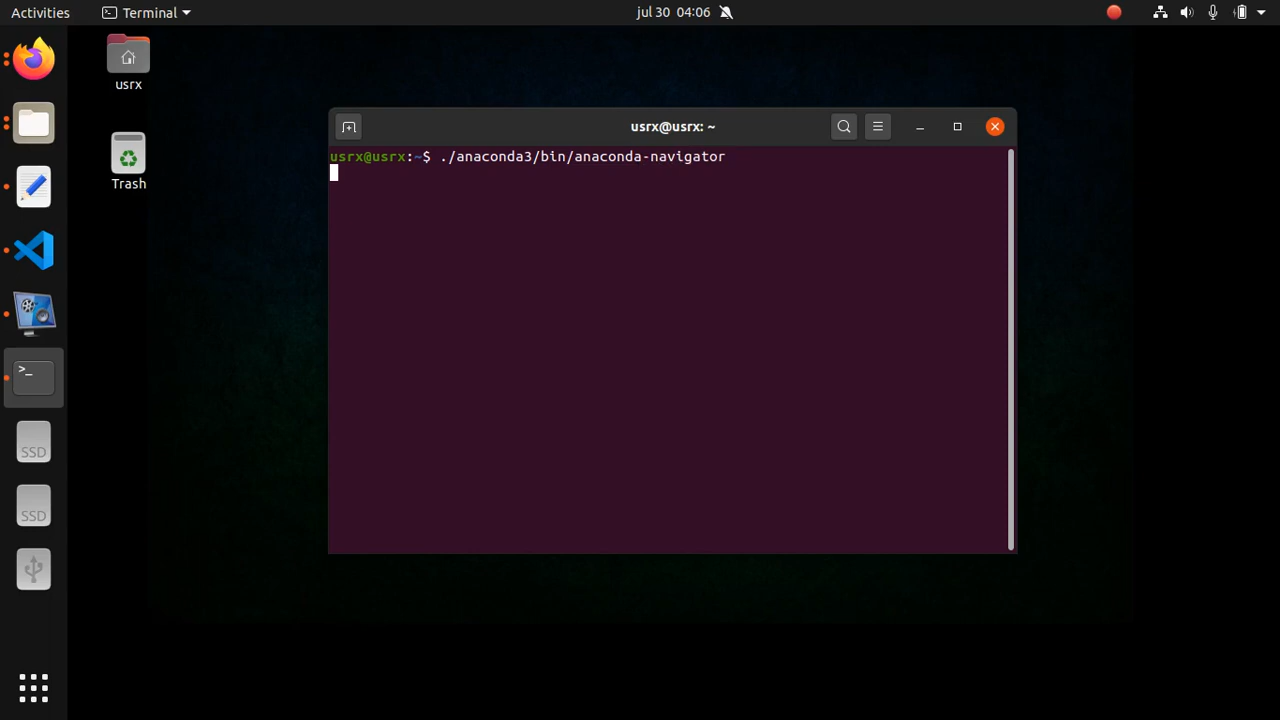 Activities
Terminal
jul 30 04:06
usrx
Trash
usrx@usrx: ~
usrx@usrx:~$ ./anaconda3/bin/anaconda-navigator
>_
SSD
SSD